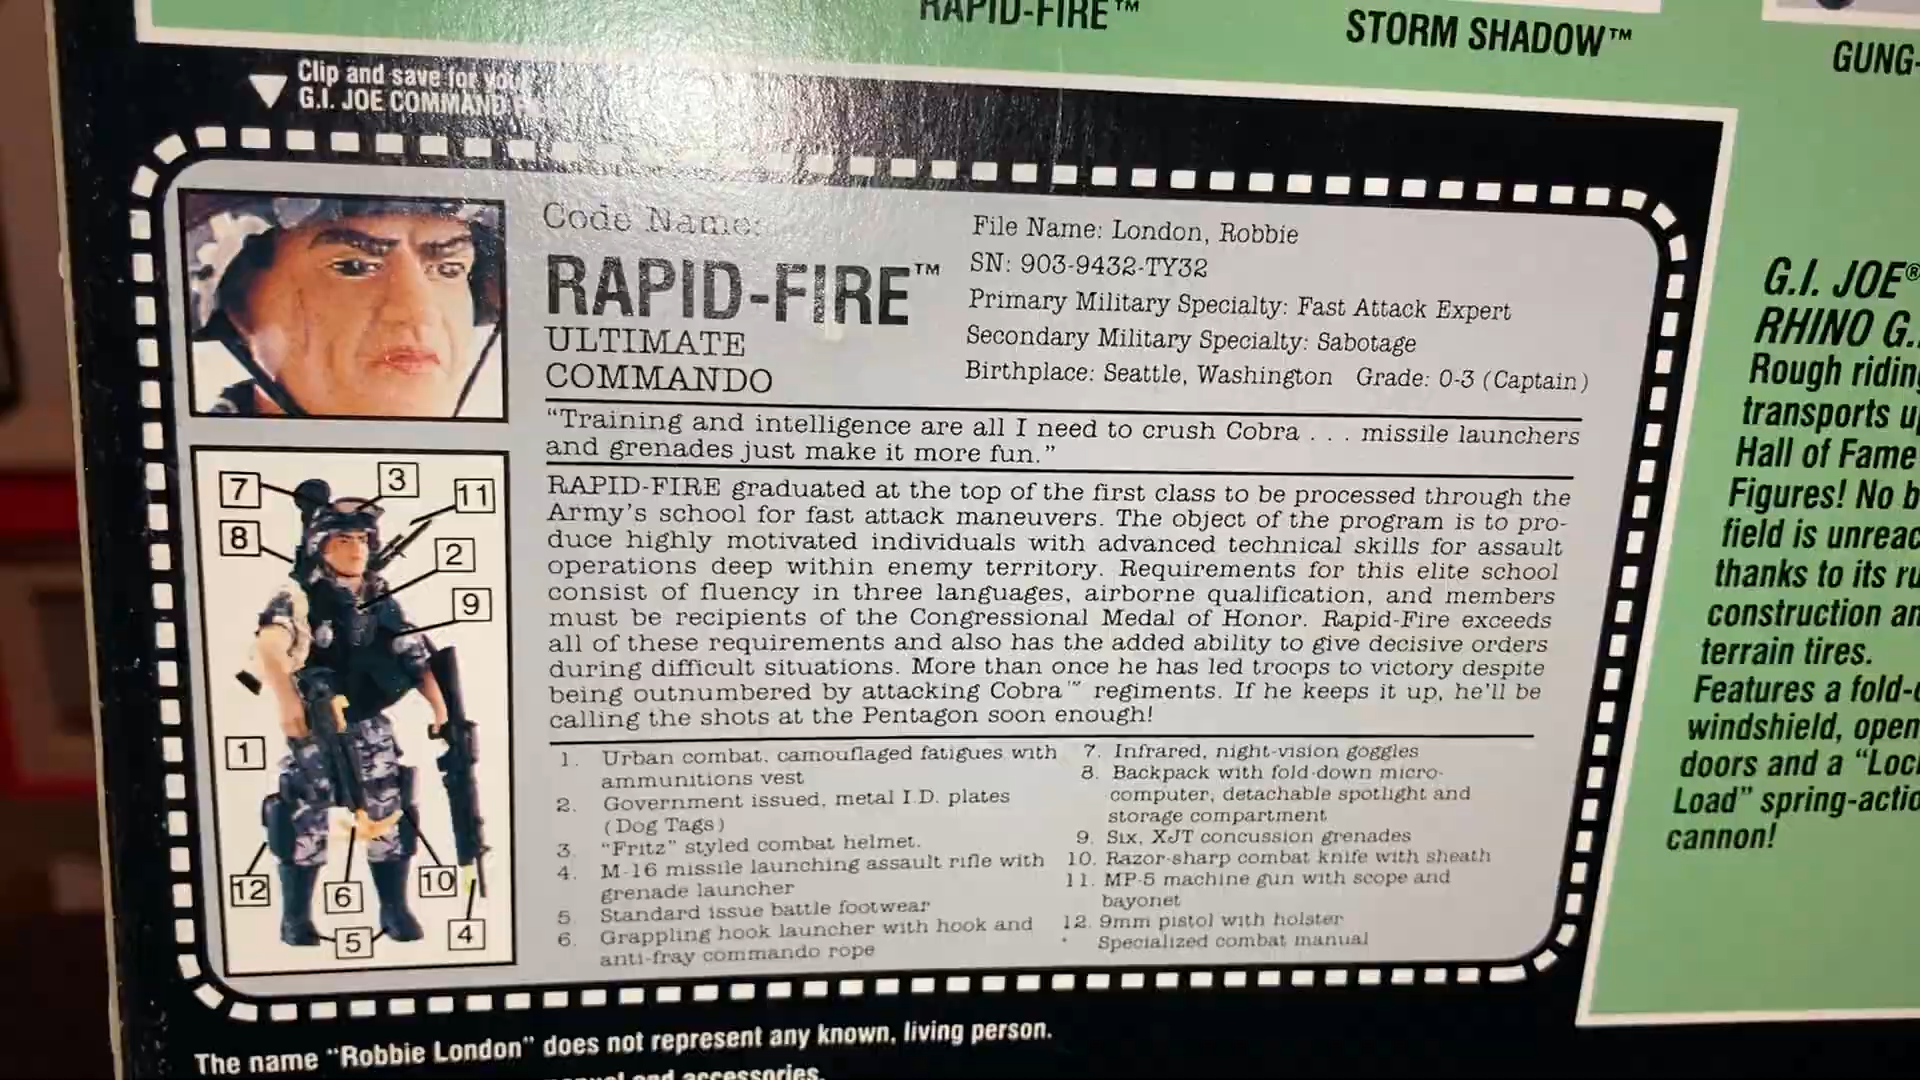 RAPID-FIRE™
STORM SHADOW™
GUNG-
Clip and save for you
G.I. JOE COMMAND
Code Name:
RAPID-FIRE™
ULTIMATE
COMMANDO
File Name: London, Robbie
SN: 903-9432-TY32
Primary Military Specialty: Fast Attack Expert
Secondary Military Specialty: Sabotage
Birthplace: Seattle, Washington Grade: 0-3 (Captain)
“Training and intelligence are all I need to crush Cobra . . . missile launchers
and grenades just make it more fun.”
RAPID-FIRE graduated at the top of the first class to be processed through the
Army’s school for fast attack maneuvers. The object of the program is to pro-
duce highly motivated individuals with advanced technical skills for assault
operations deep within enemy territory. Requirements for this elite school
consist of fluency in three languages, airborne qualification, and members
must be recipients of the Congressional Medal of Honor. Rapid-Fire exceeds
all of these requirements and also has the added ability to give decisive orders
during difficult situations. More than once he has led troops to victory despite
being outnumbered by attacking Cobra™ regiments. If he keeps it up, he’ll be
calling the shots at the Pentagon soon enough!
7
3
11
8
2
9
1
12
6
10
5
4
1. Urban combat, camouflaged fatigues with
ammunitions vest
2. Government issued, metal I.D. plates
(Dog Tags)
3. “Fritz” styled combat helmet.
4. M-16 missile launching assault rifle with
grenade launcher
5. Standard issue battle footwear
6. Grappling hook launcher with hook and
anti-fray commando rope
7. Infrared, night-vision goggles
8. Backpack with fold-down micro-
computer, detachable spotlight and
storage compartment
9. Six, XJT concussion grenades
10. Razor-sharp combat knife with sheath
11. MP-5 machine gun with scope and
bayonet
12. 9mm pistol with holster
* Specialized combat manual
The name “Robbie London” does not represent any known, living person.
and accessories.
G.I. JOE®
RHINO G.
Rough riding
transports u
Hall of Fame
Figures! No b
field is unreac
thanks to its ru
construction an
terrain tires.
Features a fold-
windshield, open
doors and a “Loc
Load” spring-actio
cannon!